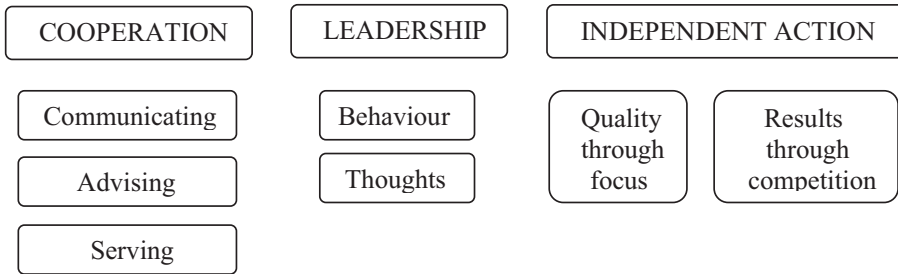 COOPERATION
LEADERSHIP
INDEPENDENT ACTION
Communicating
Advising
Serving
Behaviour
Thoughts
Quality
through
focus
Results
through
competition